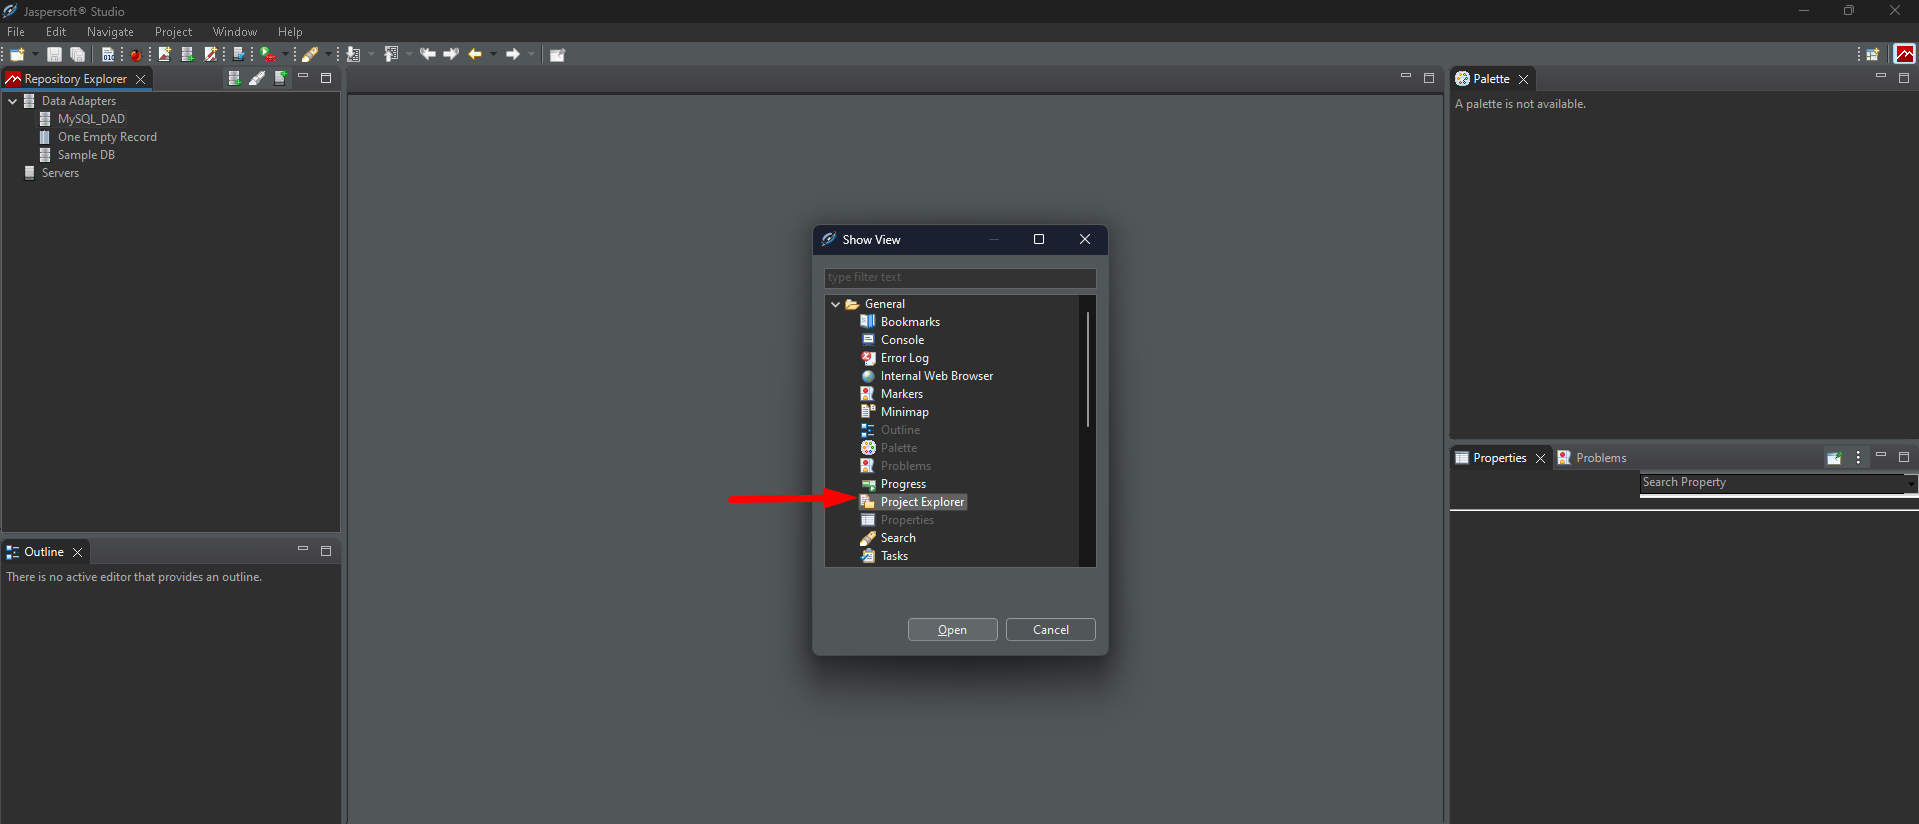 Jaspersoft® Studio
File Edit Navigate Project Window Help
Repository Explorer
Data Adapters
MySQL_DAD
One Empty Record
Sample DB
Servers
Outline
There is no active editor that provides an outline.
Show View
type filter text
General
Bookmarks
Console
Error Log
Internal Web Browser
Markers
Minimap
Outline
Palette
Problems
Progress
Project Explorer
Properties
Search
Tasks
Open Cancel
Palette
A palette is not available.
Properties Problems
Search Property